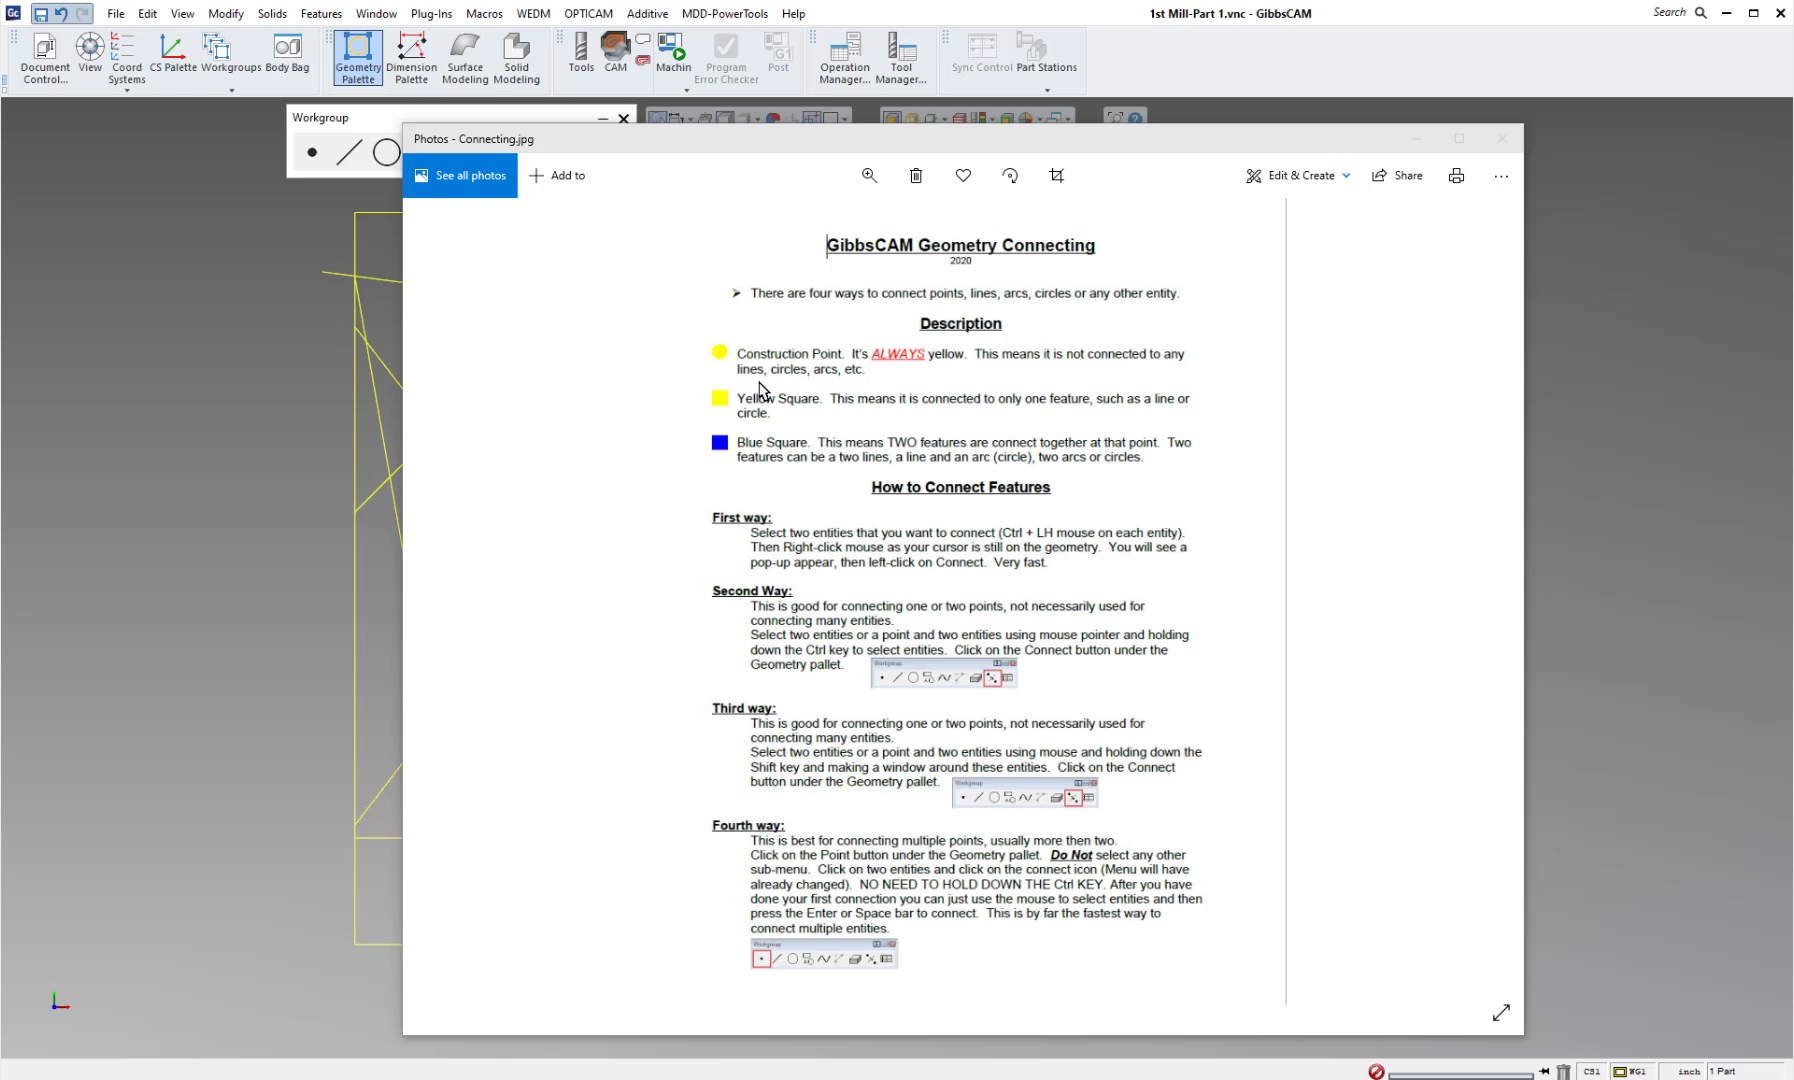 File Edit View Modify Solids Features Window Plug-Ins Macros WEDM OPTICAM Additive MDD-PowerTools Help
1st Mill-Part 1.vnc - GibbsCAM
Search
Document Control...
View
Coord Systems
CS Palette
Workgroups
Body Bag
Geometry Palette
Dimension Palette
Surface Modeling
Solid Modeling
Tools
CAM
Machin
Program Error Checker
Post
Operation Manager...
Tool Manager...
Sync Control
Part Stations
Workgroup
Photos - Connecting.jpg
See all photos
Add to
Edit & Create
Share
GibbsCAM Geometry Connecting
2020
There are four ways to connect points, lines, arcs, circles or any other entity.
Description
Construction Point. It's ALWAYS yellow. This means it is not connected to any
lines, circles, arcs, etc.
Yellow Square. This means it is connected to only one feature, such as a line or
circle.
Blue Square. This means TWO features are connect together at that point. Two
features can be a two lines, a line and an arc (circle), two arcs or circles.
How to Connect Features
First way:
Select two entities that you want to connect (Ctrl + LH mouse on each entity).
Then Right-click mouse as your cursor is still on the geometry. You will see a
pop-up appear, then left-click on Connect. Very fast.
Second Way:
This is good for connecting one or two points, not necessarily used for
connecting many entities.
Select two entities or a point and two entities using mouse pointer and holding
down the Ctrl key to select entities. Click on the Connect button under the
Geometry pallet.
Workgroup
Third way:
This is good for connecting one or two points, not necessarily used for
connecting many entities.
Select two entities or a point and two entities using mouse and holding down the
Shift key and making a window around these entities. Click on the Connect
button under the Geometry pallet.
Workgroup
Fourth way:
This is best for connecting multiple points, usually more then two.
Click on the Point button under the Geometry pallet. Do Not select any other
sub-menu. Click on two entities and click on the connect icon (Menu will have
already changed). NO NEED TO HOLD DOWN THE Ctrl KEY. After you have
done your first connection you can just use the mouse to select entities and then
press the Enter or Space bar to connect. This is by far the fastest way to
connect multiple entities.
Workgroup
CS1 WG1 inch 1 Part